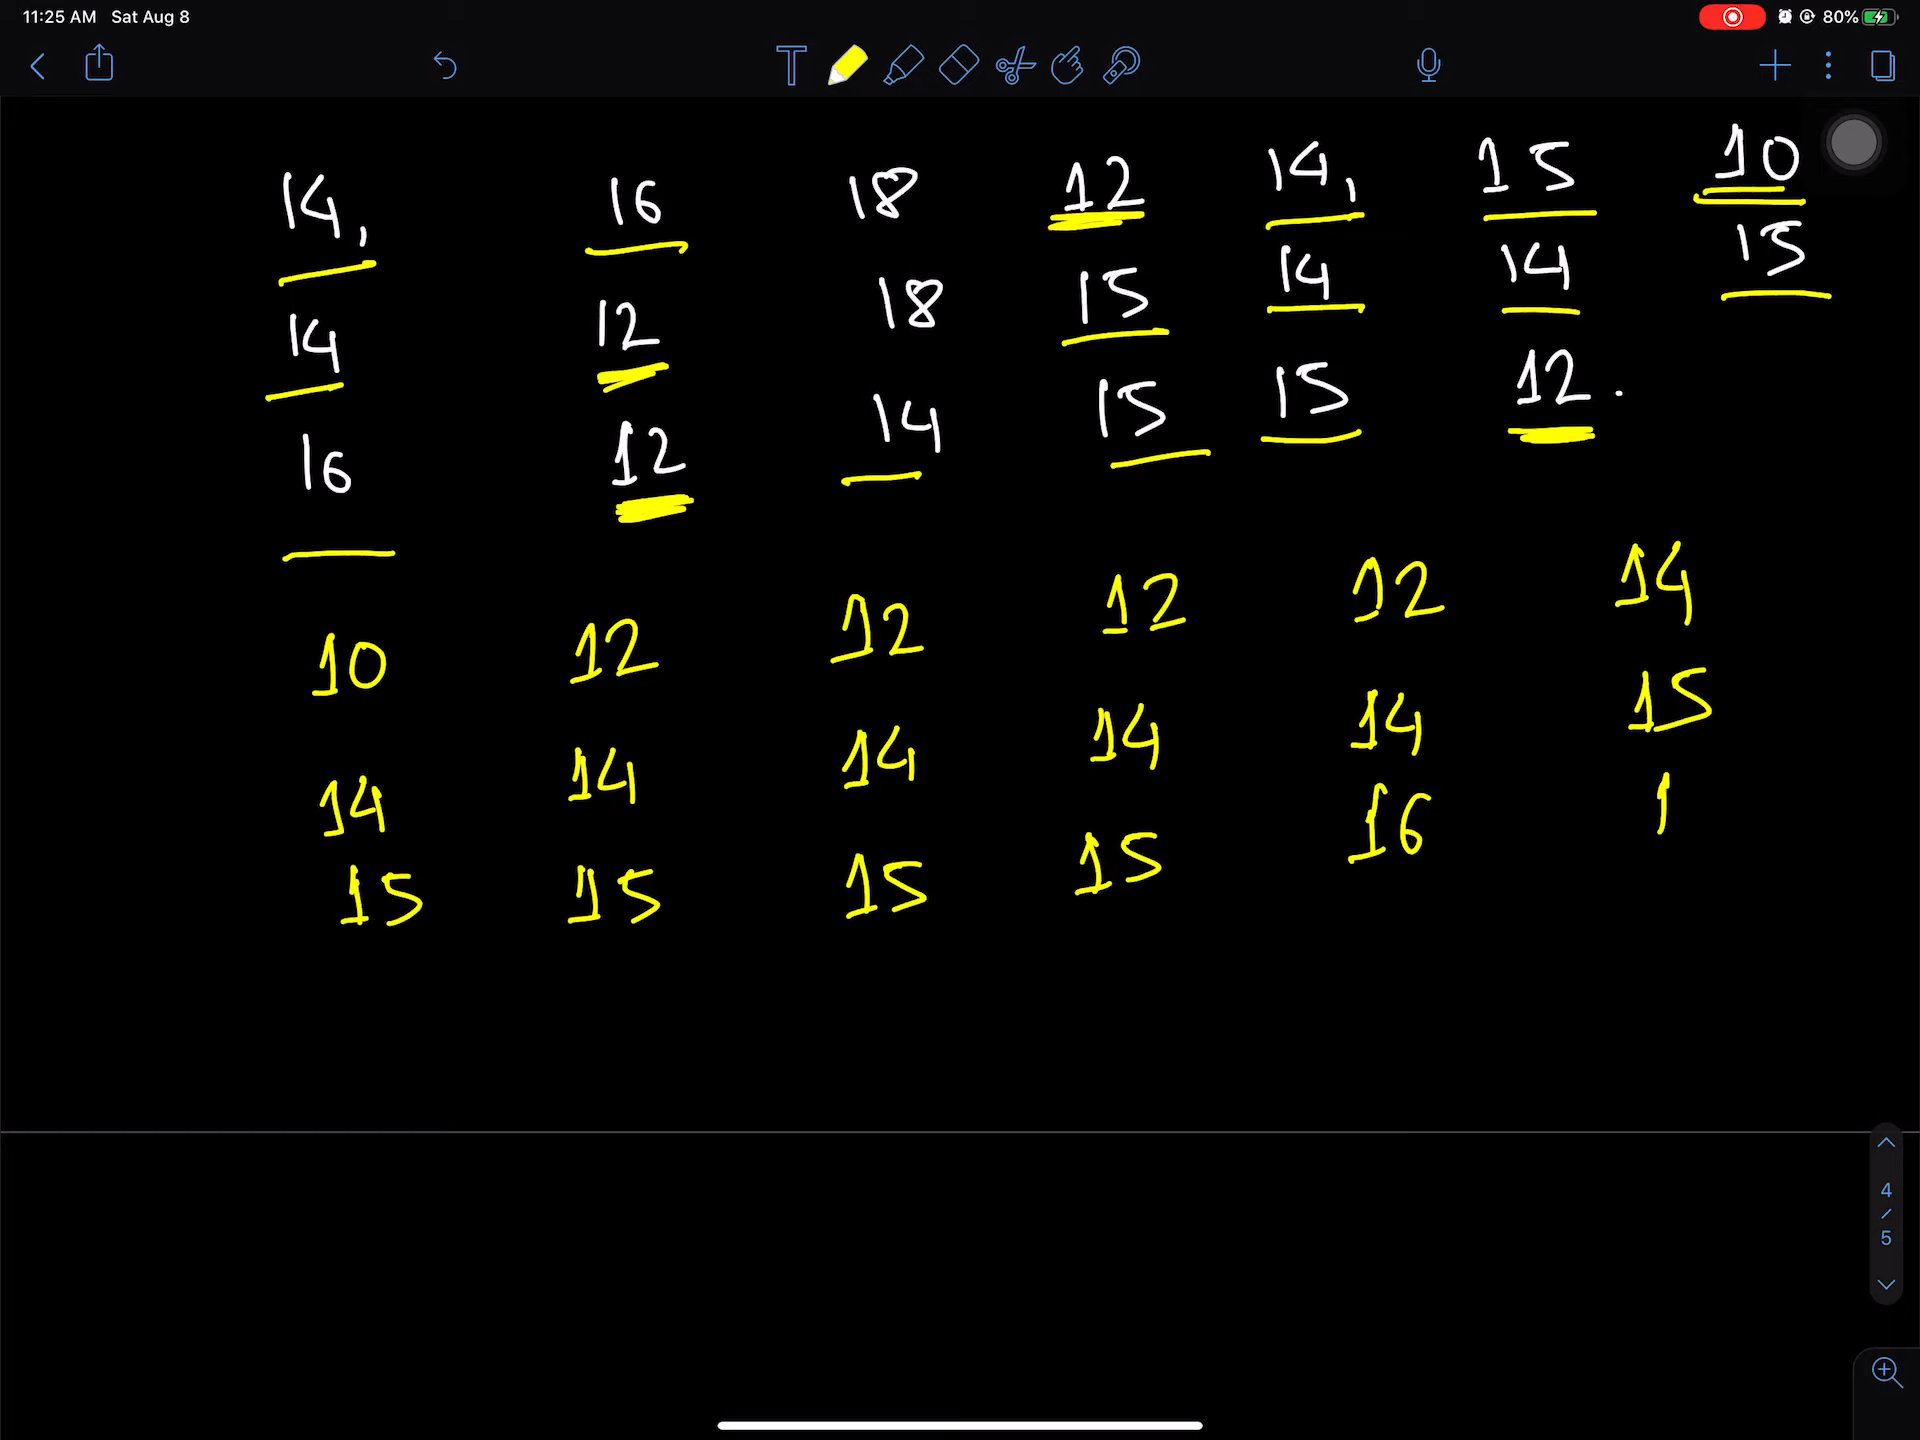 11:25 AM Sat Aug 8 80%
T
14, 16 18 12 14, 15 10
14 12 18 15 14 14 15
16 12 14 15 15 12.
10 12 12 12 12 14
14 14 14 14 14 15
15 15 15 15 16 1
4
/
5